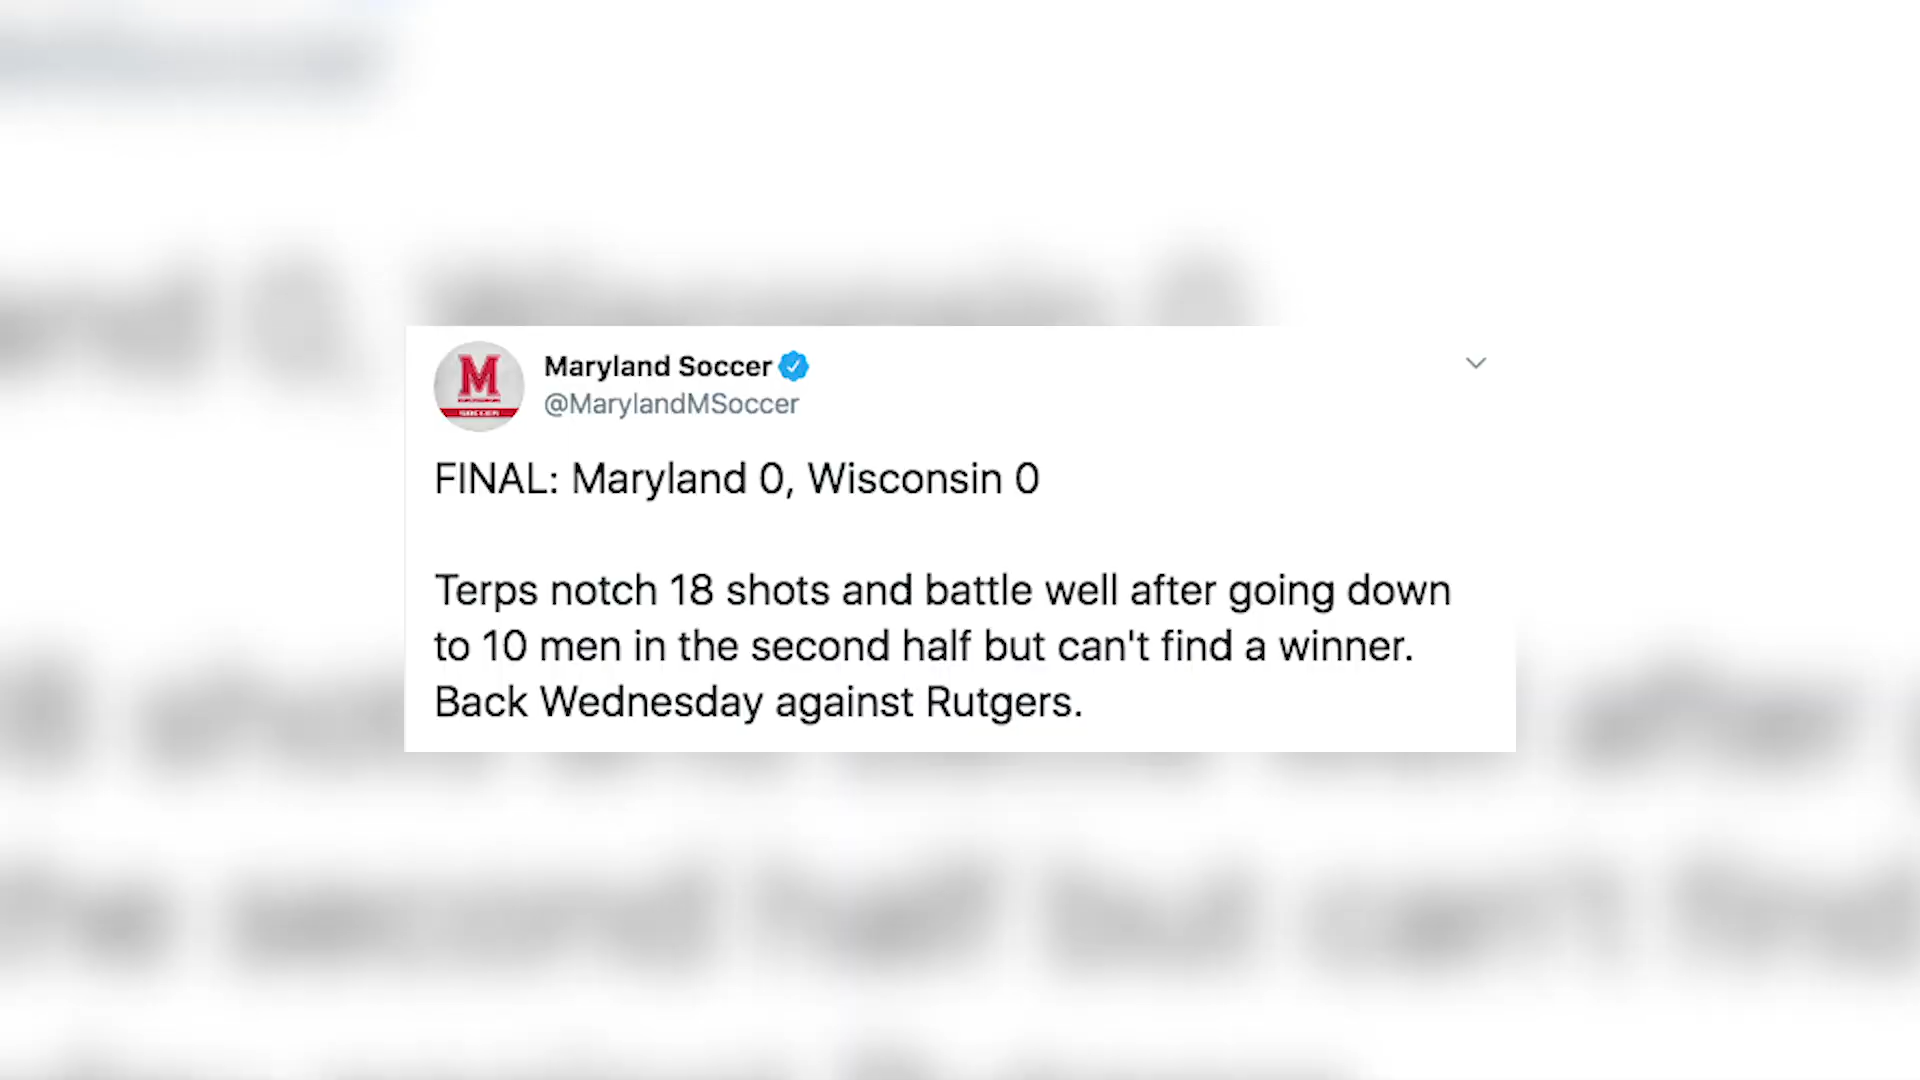 Maryland Soccer
@MarylandMSoccer
FINAL: Maryland 0, Wisconsin 0
Terps notch 18 shots and battle well after going down
to 10 men in the second half but can't find a winner.
Back Wednesday against Rutgers.